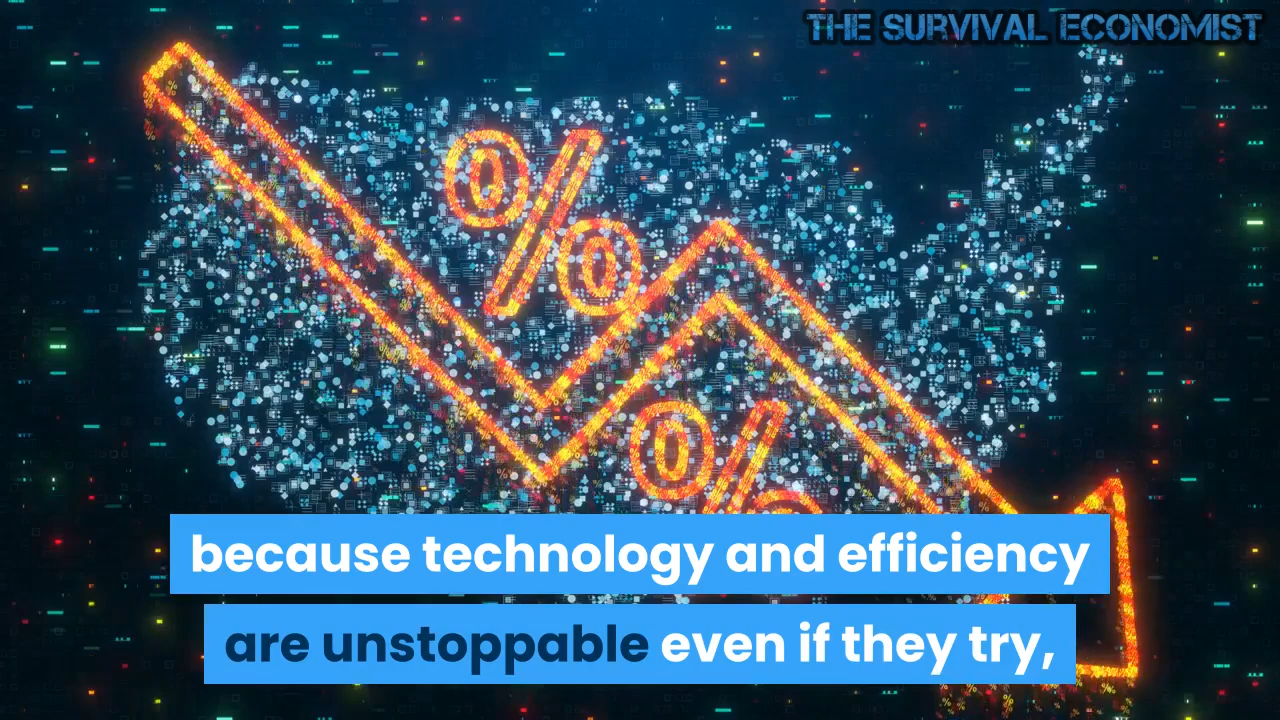 THE SURVIVAL ECONOMIST
%
%
because technology and efficiency
are unstoppable even if they try,